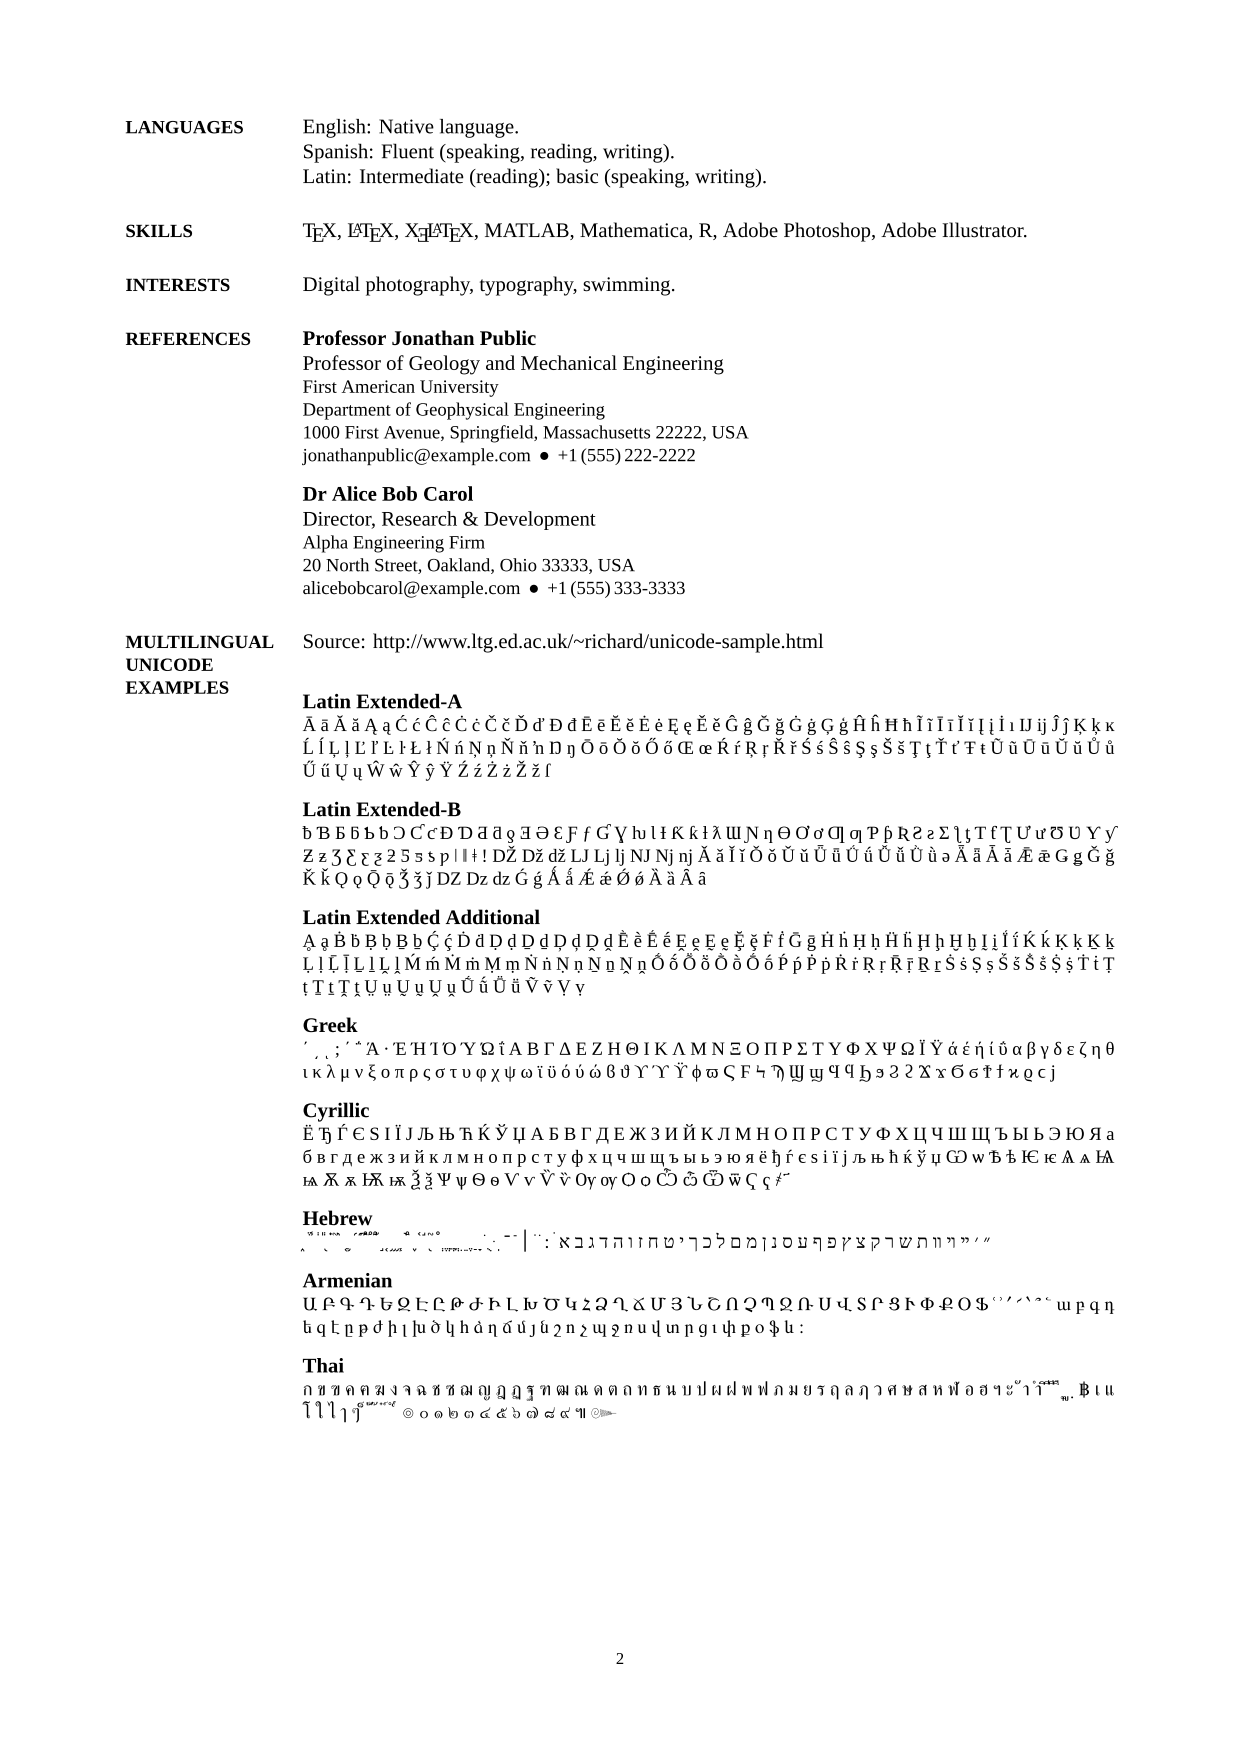 LANGUAGES
English: Native language.
Spanish: Fluent (speaking, reading, writing).
Latin: Intermediate (reading); basic (speaking, writing).
SKILLS
TEX, LATEX, XELATEX, MATLAB, Mathematica, R, Adobe Photoshop, Adobe Illustrator.
INTERESTS
Digital photography, typography, swimming.
REFERENCES
Professor Jonathan Public
Professor of Geology and Mechanical Engineering
First American University
Department of Geophysical Engineering
1000 First Avenue, Springfield, Massachusetts 22222, USA
jonathanpublic@example.com ● +1 (555) 222-2222
Dr Alice Bob Carol
Director, Research & Development
Alpha Engineering Firm
20 North Street, Oakland, Ohio 33333, USA
alicebobcarol@example.com ● +1 (555) 333-3333
MULTILINGUAL
UNICODE
EXAMPLES
Source: http://www.ltg.ed.ac.uk/~richard/unicode-sample.html
Latin Extended-A
Ā ā Ă ă Ą ą Ć ć Ĉ ĉ Ċ ċ Č č Ď ď Đ đ Ē ē Ĕ ĕ Ė ė Ę ę Ě ě Ĝ ĝ Ğ ğ Ġ ġ Ģ ģ Ĥ ĥ Ħ ħ Ĩ ĩ Ī ī Ĭ ĭ Į į İ ı Ĳ ĳ Ĵ ĵ Ķ ķ ĸ
Ĺ ĺ Ļ ļ Ľ ľ Ŀ ŀ Ł ł Ń ń Ņ ņ Ň ň ŉ Ŋ ŋ Ō ō Ŏ ŏ Ő ő Œ œ Ŕ ŕ Ŗ ŗ Ř ř Ś ś Ŝ ŝ Ş ş Š š Ţ ţ Ť ť Ŧ ŧ Ũ ũ Ū ū Ŭ ŭ Ů ů
Ű ű Ų ų Ŵ ŵ Ŷ ŷ Ÿ Ź ź Ż ż Ž ž ſ
Latin Extended-B
ƀ Ɓ Ƃ ƃ Ƅ ƅ Ɔ Ƈ ƈ Ɖ Ɗ Ƌ ƌ ƍ Ǝ Ə Ɛ Ƒ ƒ Ɠ Ɣ ƕ Ɩ Ɨ Ƙ ƙ ƚ ƛ Ɯ Ɲ ƞ Ɵ Ơ ơ Ƣ ƣ Ƥ ƥ Ʀ Ƨ ƨ Ʃ ƪ ƫ Ƭ ƭ Ʈ Ư ư Ʊ Ʋ Ƴ ƴ
Ƶ ƶ Ʒ Ƹ ƹ ƺ ƻ Ƽ ƽ ƾ ƿ ǀ ǁ ǂ ǃ Ǆ ǅ ǆ Ǉ ǈ ǉ Ǌ ǋ ǌ Ǎ ǎ Ǐ ǐ Ǒ ǒ Ǔ ǔ Ǖ ǖ Ǘ ǘ Ǚ ǚ Ǜ ǜ ǝ Ǟ ǟ Ǡ ǡ Ǣ ǣ Ǥ ǥ Ǧ ǧ
Ǩ ǩ Ǫ ǫ Ǭ ǭ Ǯ ǯ ǰ Ǳ ǲ ǳ Ǵ ǵ Ǻ ǻ Ǽ ǽ Ǿ ǿ Ȁ ȁ Ȃ ȃ
Latin Extended Additional
Ḁ ḁ Ḃ ḃ Ḅ ḅ Ḇ ḇ Ḉ ḉ Ḋ ḋ Ḍ ḍ Ḏ ḏ Ḑ ḑ Ḓ ḓ Ḕ ḕ Ḗ ḗ Ḙ ḙ Ḛ ḛ Ḝ ḝ Ḟ ḟ Ḡ ḡ Ḣ ḣ Ḥ ḥ Ḧ ḧ Ḩ ḩ Ḫ ḫ Ḭ ḭ Ḯ ḯ Ḱ ḱ Ḳ ḳ Ḵ ḵ
Ḷ ḷ Ḹ ḹ Ḻ ḻ Ḽ ḽ Ḿ ḿ Ṁ ṁ Ṃ ṃ Ṅ ṅ Ṇ ṇ Ṉ ṉ Ṋ ṋ Ṍ ṍ Ṏ ṏ Ṑ ṑ Ṓ ṓ Ṕ ṕ Ṗ ṗ Ṙ ṙ Ṛ ṛ Ṝ ṝ Ṟ ṟ Ṡ ṡ Ṣ ṣ Ṥ ṥ Ṧ ṧ Ṩ ṩ Ṫ ṫ Ṭ
ṭ Ṯ ṯ Ṱ ṱ Ṳ ṳ Ṵ ṵ Ṷ ṷ Ṹ ṹ Ṻ ṻ Ṽ ṽ Ṿ ṿ
Greek
ʹ ͵ ͺ ; ΄ ΅ Ά · Έ Ή Ί Ό Ύ Ώ ΐ Α Β Γ Δ Ε Ζ Η Θ Ι Κ Λ Μ Ν Ξ Ο Π Ρ Σ Τ Υ Φ Χ Ψ Ω Ϊ Ϋ ά έ ή ί ΰ α β γ δ ε ζ η θ
ι κ λ μ ν ξ ο π ρ ς σ τ υ φ χ ψ ω ϊ ϋ ό ύ ώ ϐ ϑ ϒ ϓ ϔ ϕ ϖ Ϛ Ϝ Ϟ Ϡ Ϣ ϣ Ϥ ϥ Ϧ ϧ Ϩ ϩ Ϫ ϫ Ϭ ϭ Ϯ ϯ ϰ ϱ ϲ ϳ
Cyrillic
Ё Ђ Ѓ Є Ѕ І Ї Ј Љ Њ Ћ Ќ Ў Џ А Б В Г Д Е Ж З И Й К Л М Н О П Р С Т У Ф Х Ц Ч Ш Щ Ъ Ы Ь Э Ю Я а
б в г д е ж з и й к л м н о п р с т у ф х ц ч ш щ ъ ы ь э ю я ё ђ ѓ є ѕ і ї ј љ њ ћ ќ ў џ Ѡ ѡ Ѣ ѣ Ѥ ѥ Ѧ ѧ Ѩ
ѩ Ѫ ѫ Ѭ ѭ Ѯ ѯ Ѱ ѱ Ѳ ѳ Ѵ ѵ Ѷ ѷ Ѹ ѹ Ѻ ѻ Ѽ ѽ Ѿ ѿ Ҁ ҁ ҂
Hebrew
א ב ג ד ה ו ז ח ט י ך כ ל ם מ ן נ ס ע ף פ ץ צ ק ר ש ת װ ױ ײ ׳ ״
Armenian
Ա Բ Գ Դ Ե Զ Է Ը Թ Ժ Ի Լ Խ Ծ Կ Հ Ձ Ղ Ճ Մ Յ Ն Շ Ո Չ Պ Ջ Ռ Ս Վ Տ Ր Ց Ւ Փ Ք Օ Ֆ ՙ ՚ ՛ ՜ ՝ ՞ ՟ ա բ գ դ
ե զ է ը թ ժ ի լ խ ծ կ հ ձ ղ ճ մ յ ն շ ո չ պ ջ ռ ս վ տ ր ց ւ փ ք օ ֆ և ։
Thai
ก ข ฃ ค ฅ ฆ ง จ ฉ ช ซ ฌ ญ ฎ ฏ ฐ ฑ ฒ ณ ด ต ถ ท ธ น บ ป ผ ฝ พ ฟ ภ ม ย ร ฤ ล ฦ ว ศ ษ ส ห ฬ อ ฮ ฯ ะ ั า ำ ิ ี ึ ื ุ ู ฺ ฿ เ แ
โ ใ ไ ๅ ๆ ็ ่ ้ ๊ ๋ ์ ํ ๎ ๏ ๐ ๑ ๒ ๓ ๔ ๕ ๖ ๗ ๘ ๙ ๚ ๛
2